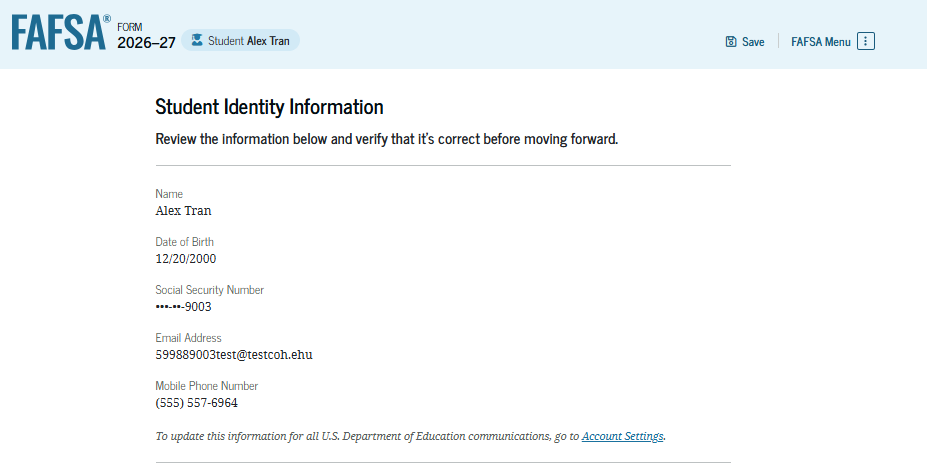 FAFSA®
FORM
2026–27
Student Alex Tran
Save
FAFSA Menu
Student Identity Information
Review the information below and verify that it's correct before moving forward.
Name
Alex Tran
Date of Birth
12/20/2000
Social Security Number
•••-••-9003
Email Address
599889003test@testcoh.ehu
Mobile Phone Number
(555) 557-6964
To update this information for all U.S. Department of Education communications, go to Account Settings.